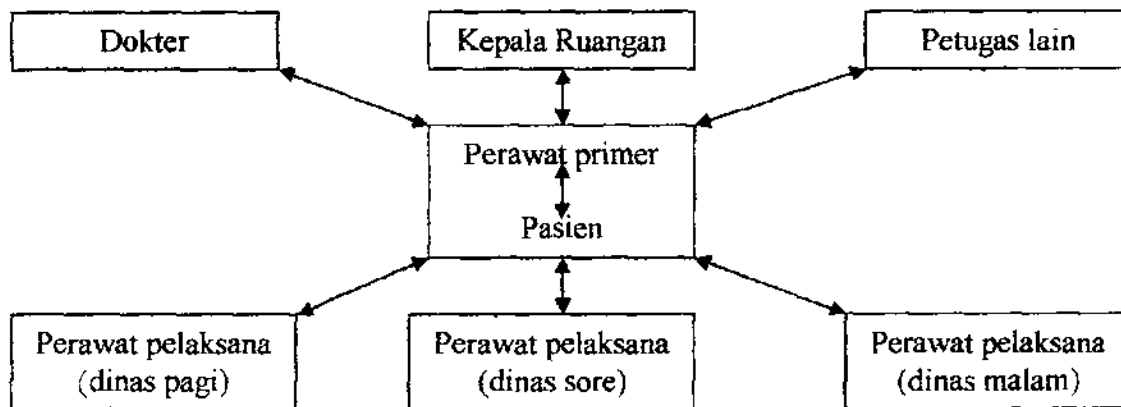 Dokter
Kepala Ruangan
Petugas lain
Perawat primer
Pasien
Perawat pelaksana
(dinas pagi)
Perawat pelaksana
(dinas sore)
Perawat pelaksana
(dinas malam)